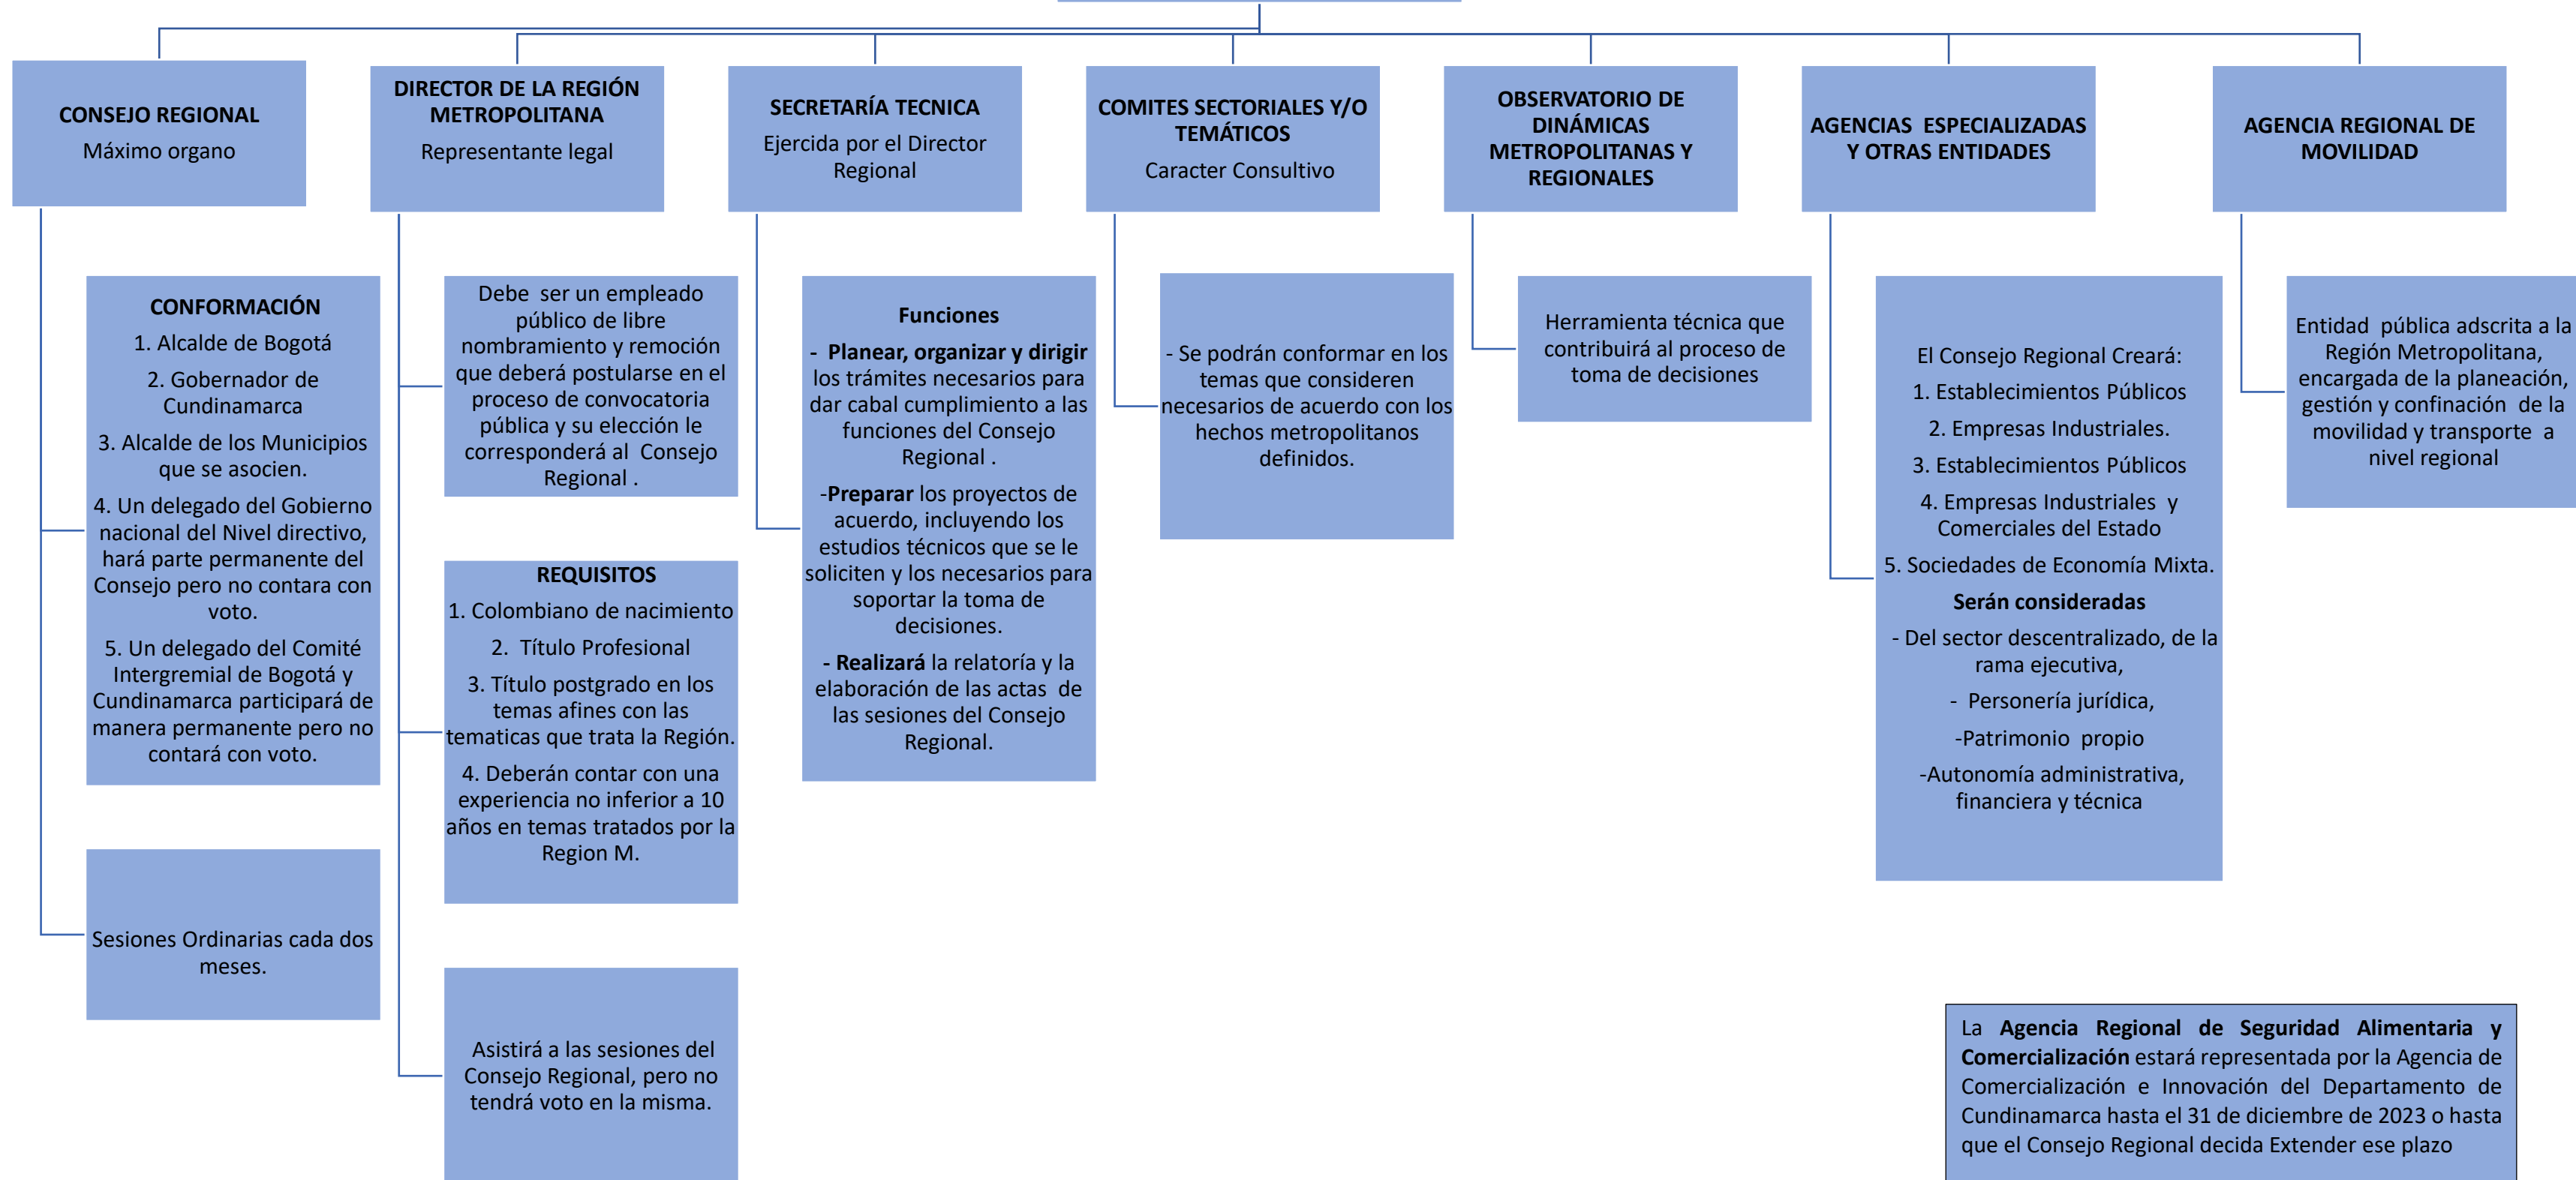 CONSEJO REGIONAL
Máximo organo
DIRECTOR DE LA REGIÓN
METROPOLITANA
Representante legal
SECRETARÍA TECNICA
Ejercida por el Director
Regional
COMITES SECTORIALES Y/O
TEMÁTICOS
Caracter Consultivo
OBSERVATORIO DE
DINÁMICAS
METROPOLITANAS Y
REGIONALES
AGENCIAS ESPECIALIZADAS
Y OTRAS ENTIDADES
AGENCIA REGIONAL DE
MOVILIDAD
CONFORMACIÓN
1. Alcalde de Bogotá
2. Gobernador de
Cundinamarca
3. Alcalde de los Municipios
que se asocien.
4. Un delegado del Gobierno
nacional del Nivel directivo,
hará parte permanente del
Consejo pero no contara con
voto.
5. Un delegado del Comité
Intergremial de Bogotá y
Cundinamarca participará de
manera permanente pero no
contará con voto.
Sesiones Ordinarias cada dos
meses.
Debe ser un empleado
público de libre
nombramiento y remoción
que deberá postularse en el
proceso de convocatoria
pública y su elección le
corresponderá al Consejo
Regional .
REQUISITOS
1. Colombiano de nacimiento
2. Título Profesional
3. Título postgrado en los
temas afines con las
tematicas que trata la Región.
4. Deberán contar con una
experiencia no inferior a 10
años en temas tratados por la
Region M.
Asistirá a las sesiones del
Consejo Regional, pero no
tendrá voto en la misma.
Funciones
- Planear, organizar y dirigir
los trámites necesarios para
dar cabal cumplimiento a las
funciones del Consejo
Regional .
-Preparar los proyectos de
acuerdo, incluyendo los
estudios técnicos que se le
soliciten y los necesarios para
soportar la toma de
decisiones.
- Realizará la relatoría y la
elaboración de las actas de
las sesiones del Consejo
Regional.
- Se podrán conformar en los
temas que consideren
necesarios de acuerdo con los
hechos metropolitanos
definidos.
Herramienta técnica que
contribuirá al proceso de
toma de decisiones
El Consejo Regional Creará:
1. Establecimientos Públicos
2. Empresas Industriales.
3. Establecimientos Públicos
4. Empresas Industriales y
Comerciales del Estado
5. Sociedades de Economía Mixta.
Serán consideradas
- Del sector descentralizado, de la
rama ejecutiva,
- Personería jurídica,
-Patrimonio propio
-Autonomía administrativa,
financiera y técnica
Entidad pública adscrita a la
Región Metropolitana,
encargada de la planeación,
gestión y confinación de la
movilidad y transporte a
nivel regional
La Agencia Regional de Seguridad Alimentaria y
Comercialización estará representada por la Agencia de
Comercialización e Innovación del Departamento de
Cundinamarca hasta el 31 de diciembre de 2023 o hasta
que el Consejo Regional decida Extender ese plazo